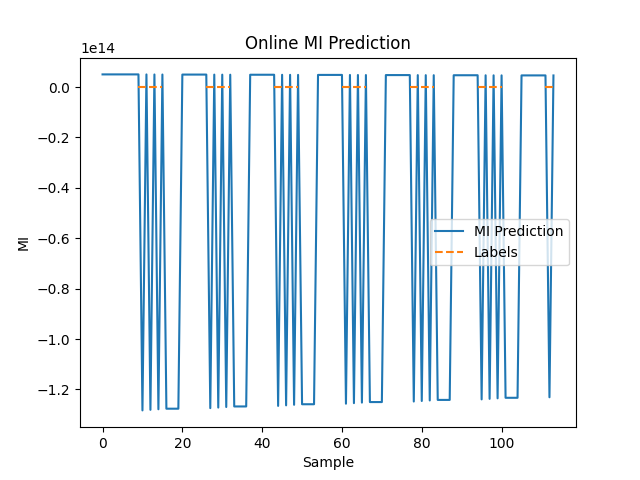 Online MI Prediction
1e14
0.0
−0.2
−0.4
−0.6
−0.8
−1.0
−1.2
MI
MI Prediction
Labels
0 20 40 60 80 100
Sample